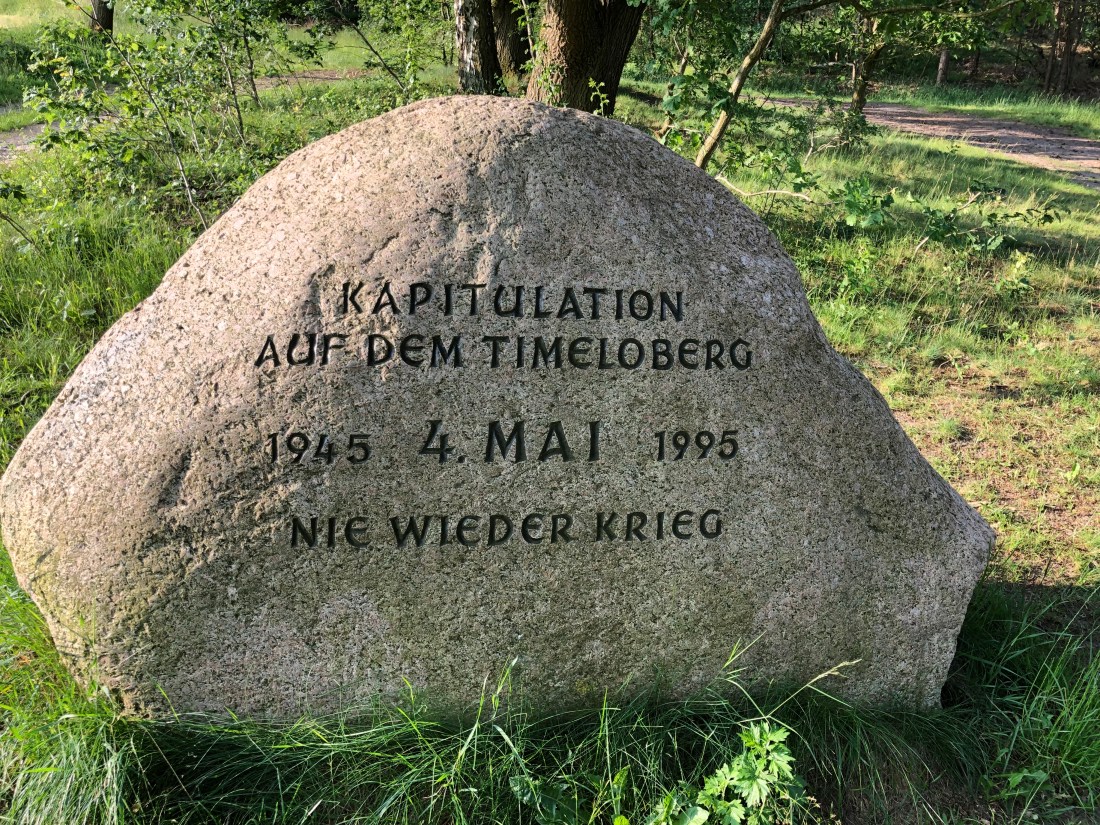 KAPITULATION
AUF DEM TIMELOBERG
1945 4. MAI 1995
NIE WIEDER KRIEG